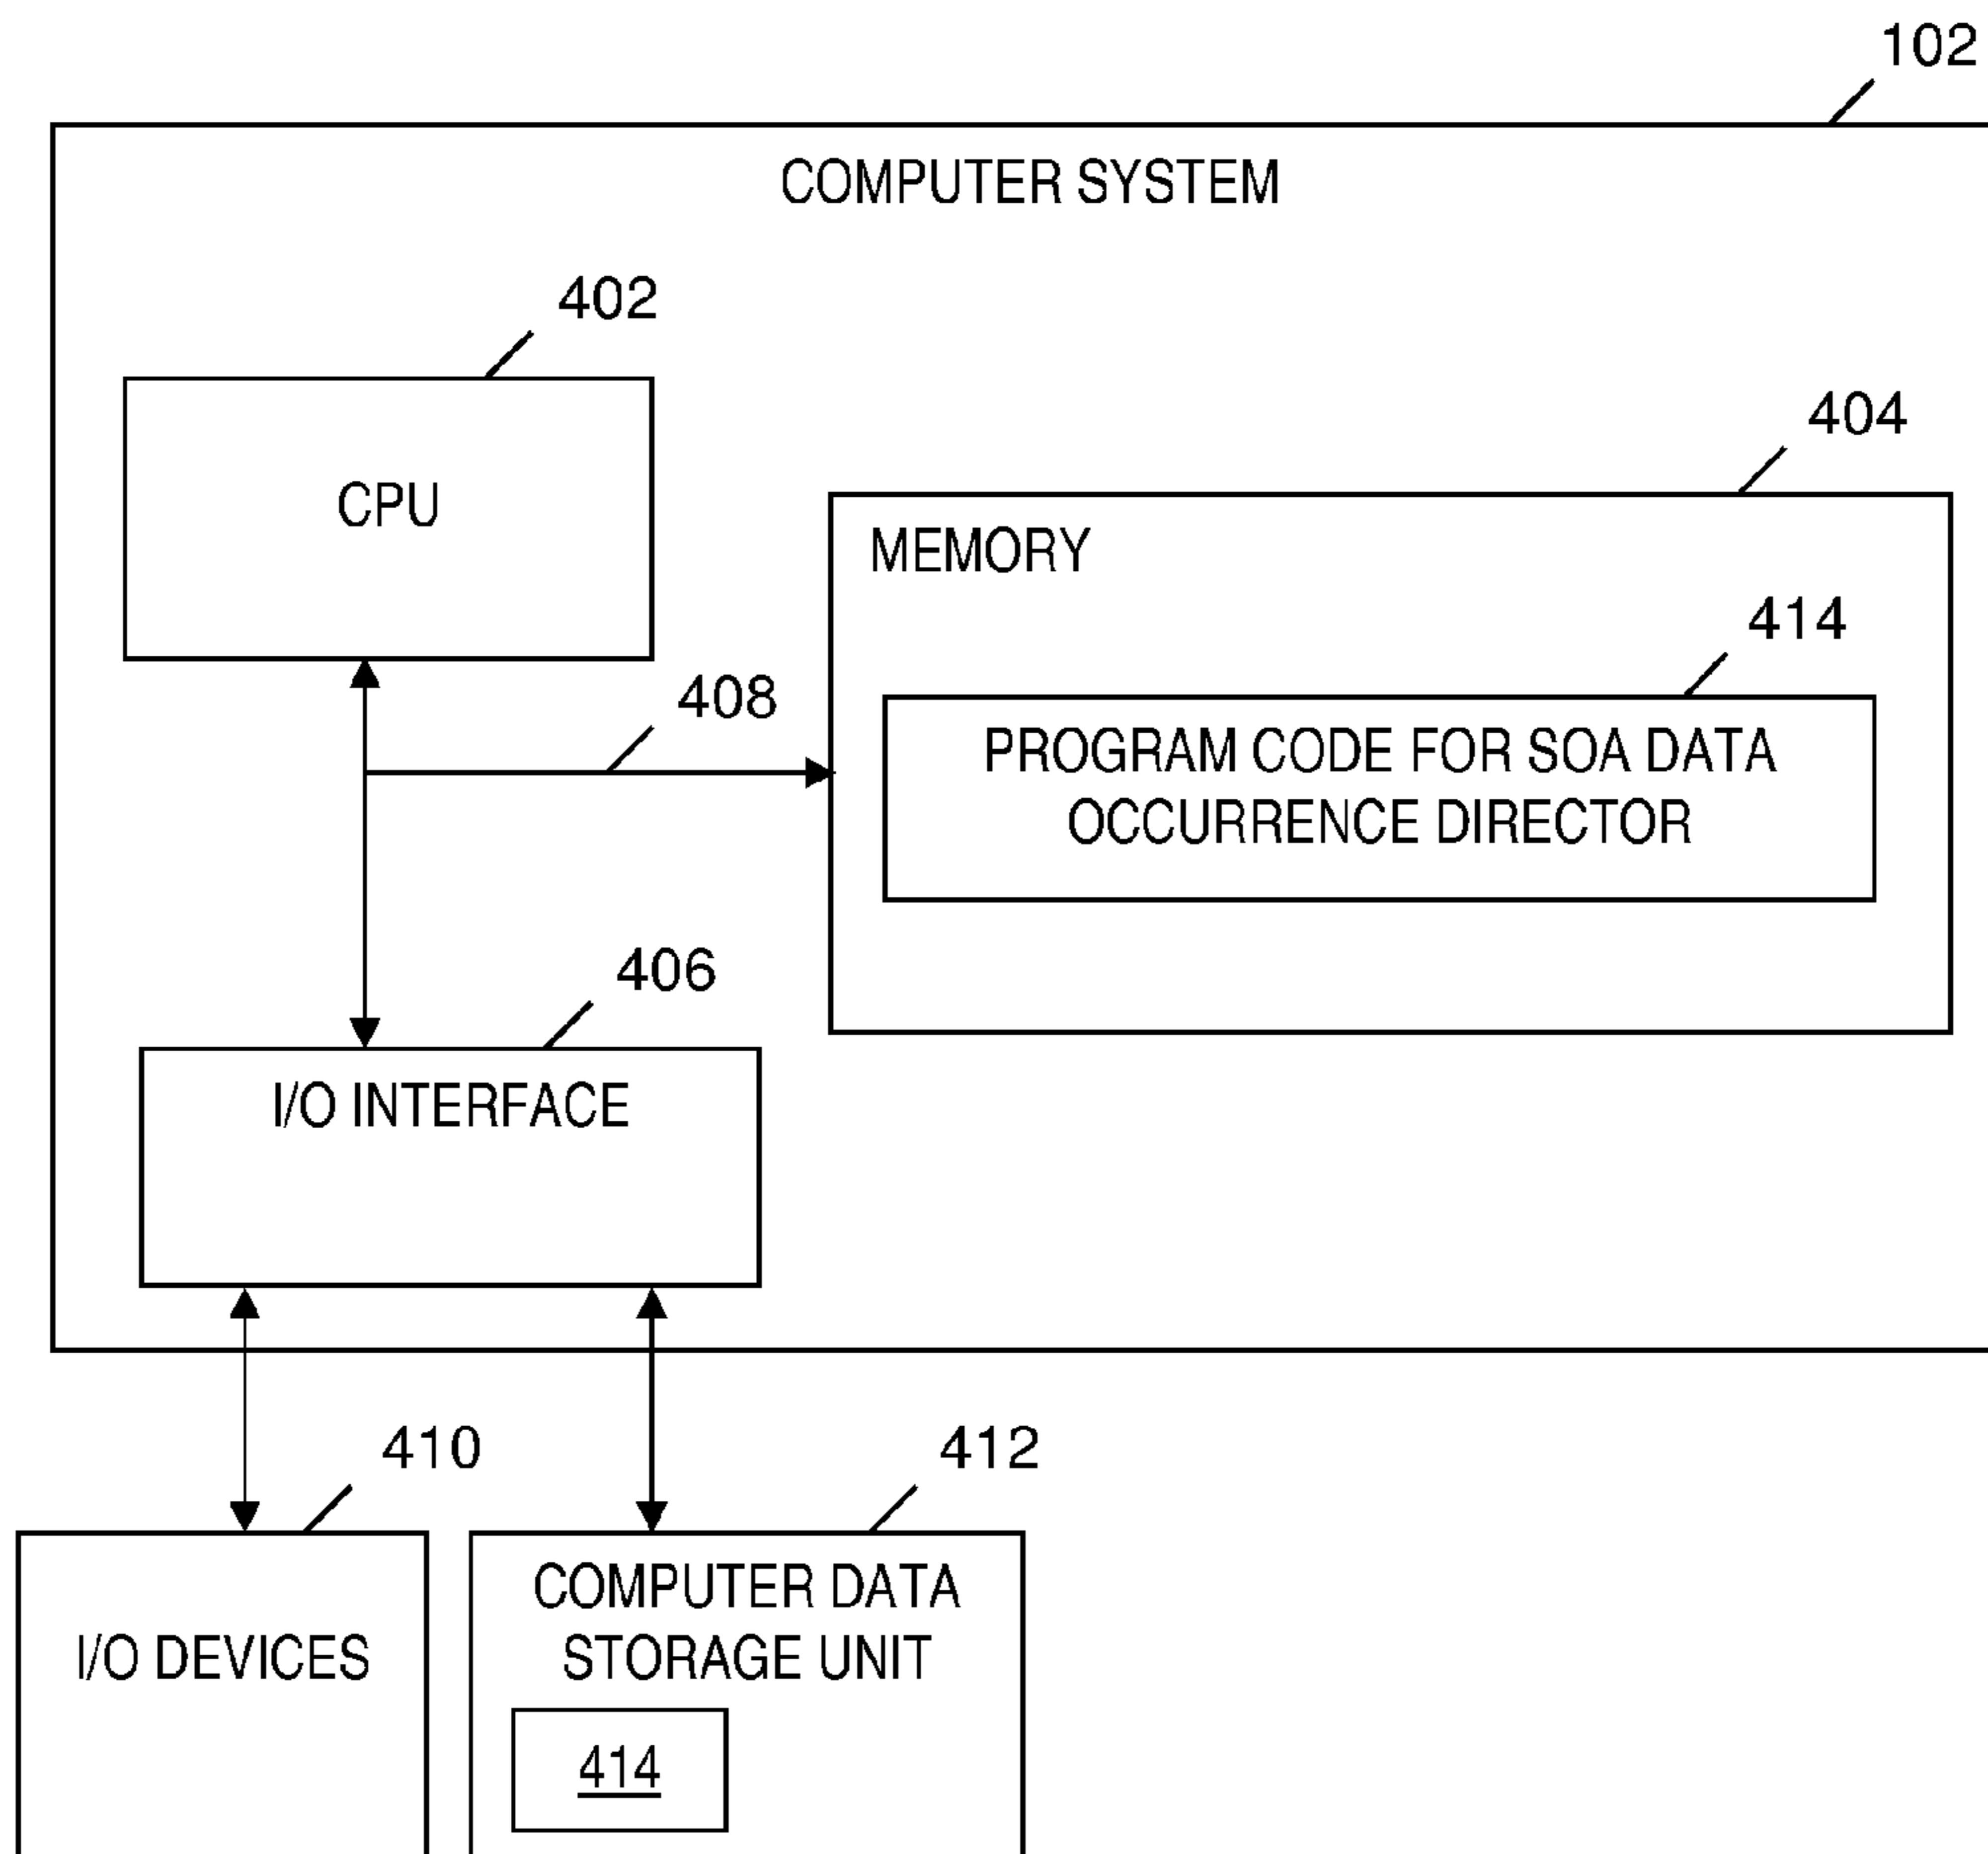 102
COMPUTER SYSTEM
402
CPU
404
MEMORY
414
PROGRAM CODE FOR SOA DATA
OCCURRENCE DIRECTOR
408
406
I/O INTERFACE
410
I/O DEVICES
412
COMPUTER DATA
STORAGE UNIT
414